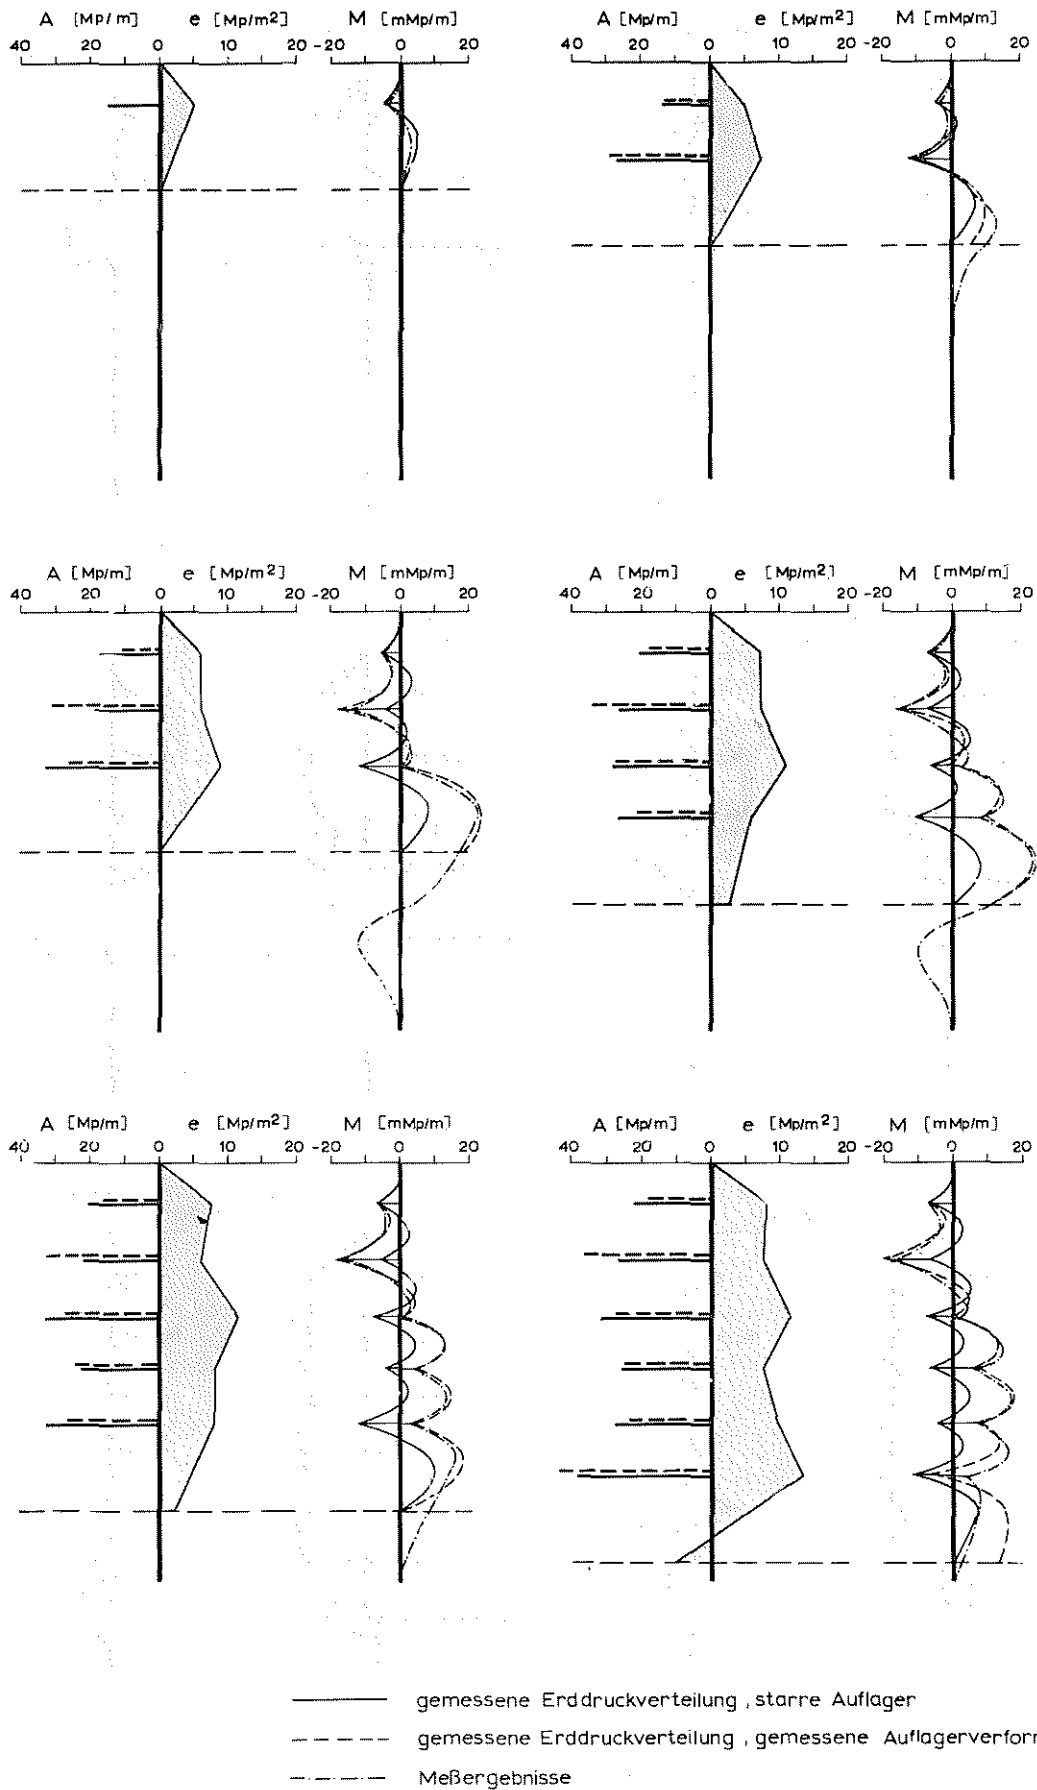 A [Mp/m] e [Mp/m²] M [mMp/m] A [Mp/m] e [Mp/m²] M [mMp/m]
40 20 0 10 20 -20 0 20 40 20 0 10 20 -20 0 20
A [Mp/m] e [Mp/m²] M [mMp/m] A [Mp/m] e [Mp/m²] M [mMp/m]
40 20 0 10 20 -20 0 20 40 20 0 10 20 -20 0 20
A [Mp/m] e [Mp/m²] M [mMp/m] A [Mp/m] e [Mp/m²] M [mMp/m]
40 20 0 10 20 -20 0 20 40 20 0 10 20 -20 0 20
gemessene Erddruckverteilung , starre Auflager
gemessene Erddruckverteilung , gemessene Auflagerverfor
Meßergebnisse